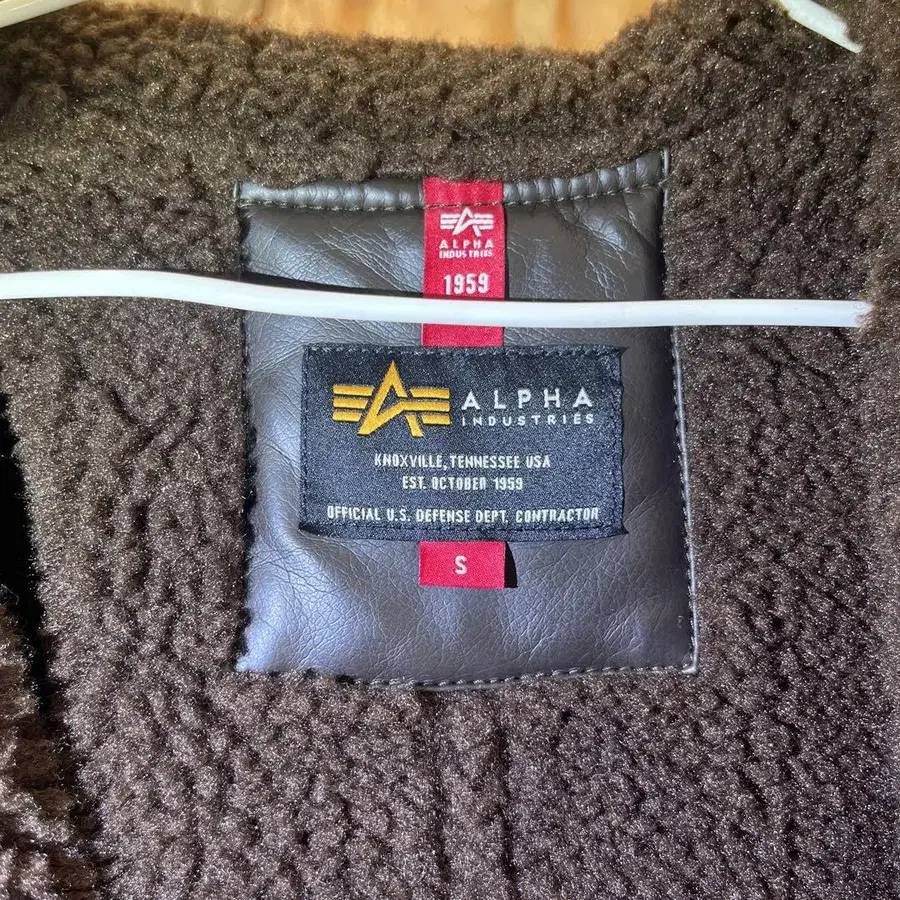 ALPHA
INDUSTRIES
1959
ALPHA
INDUSTRIES
KNOXVILLE, TENNESSEE USA
EST. OCTOBER 1959
OFFICIAL U.S. DEFENSE DEPT. CONTRACTOR
S